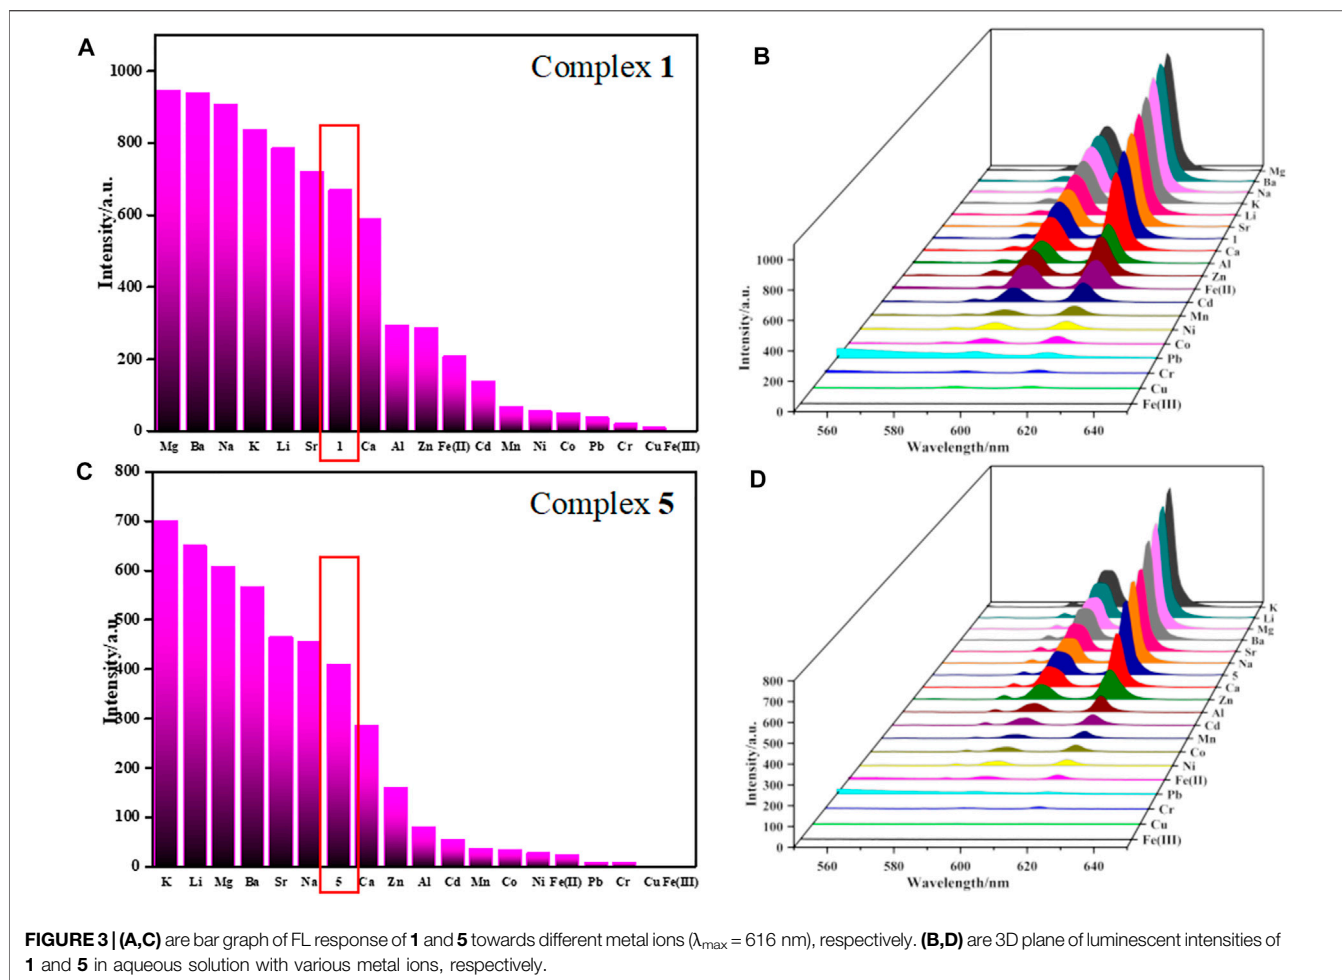 A
Complex 1
Intensity/a.u.
1000
800
600
400
200
0
Mg Ba Na K Li Sr 1 Ca Al Zn Fe(II) Cd Mn Ni Co Pb Cr Cu Fe(III)
B
Intensity/a.u.
1000
800
600
400
200
0
560 580 600 620 640
Wavelength/nm
Mg
Ba
Na
K
Li
Sr
1
Ca
Al
Zn
Fe(II)
Cd
Mn
Ni
Co
Pb
Cr
Cu
Fe(III)
C
Complex 5
Intensity/a.u.
800
700
600
500
400
300
200
100
0
K Li Mg Ba Sr Na 5 Ca Zn Al Cd Mn Co Ni Fe(II) Pb Cr Cu Fe(III)
D
Intensity/a.u.
800
700
600
500
400
300
200
100
0
560 580 600 620 640
Wavelength/nm
K
Li
Mg
Ba
Sr
Na
5
Ca
Zn
Al
Cd
Mn
Co
Ni
Fe(II)
Pb
Cr
Cu
Fe(III)
FIGURE 3 | (A,C) are bar graph of FL response of 1 and 5 towards different metal ions (λmax = 616 nm), respectively. (B,D) are 3D plane of luminescent intensities of
1 and 5 in aqueous solution with various metal ions, respectively.